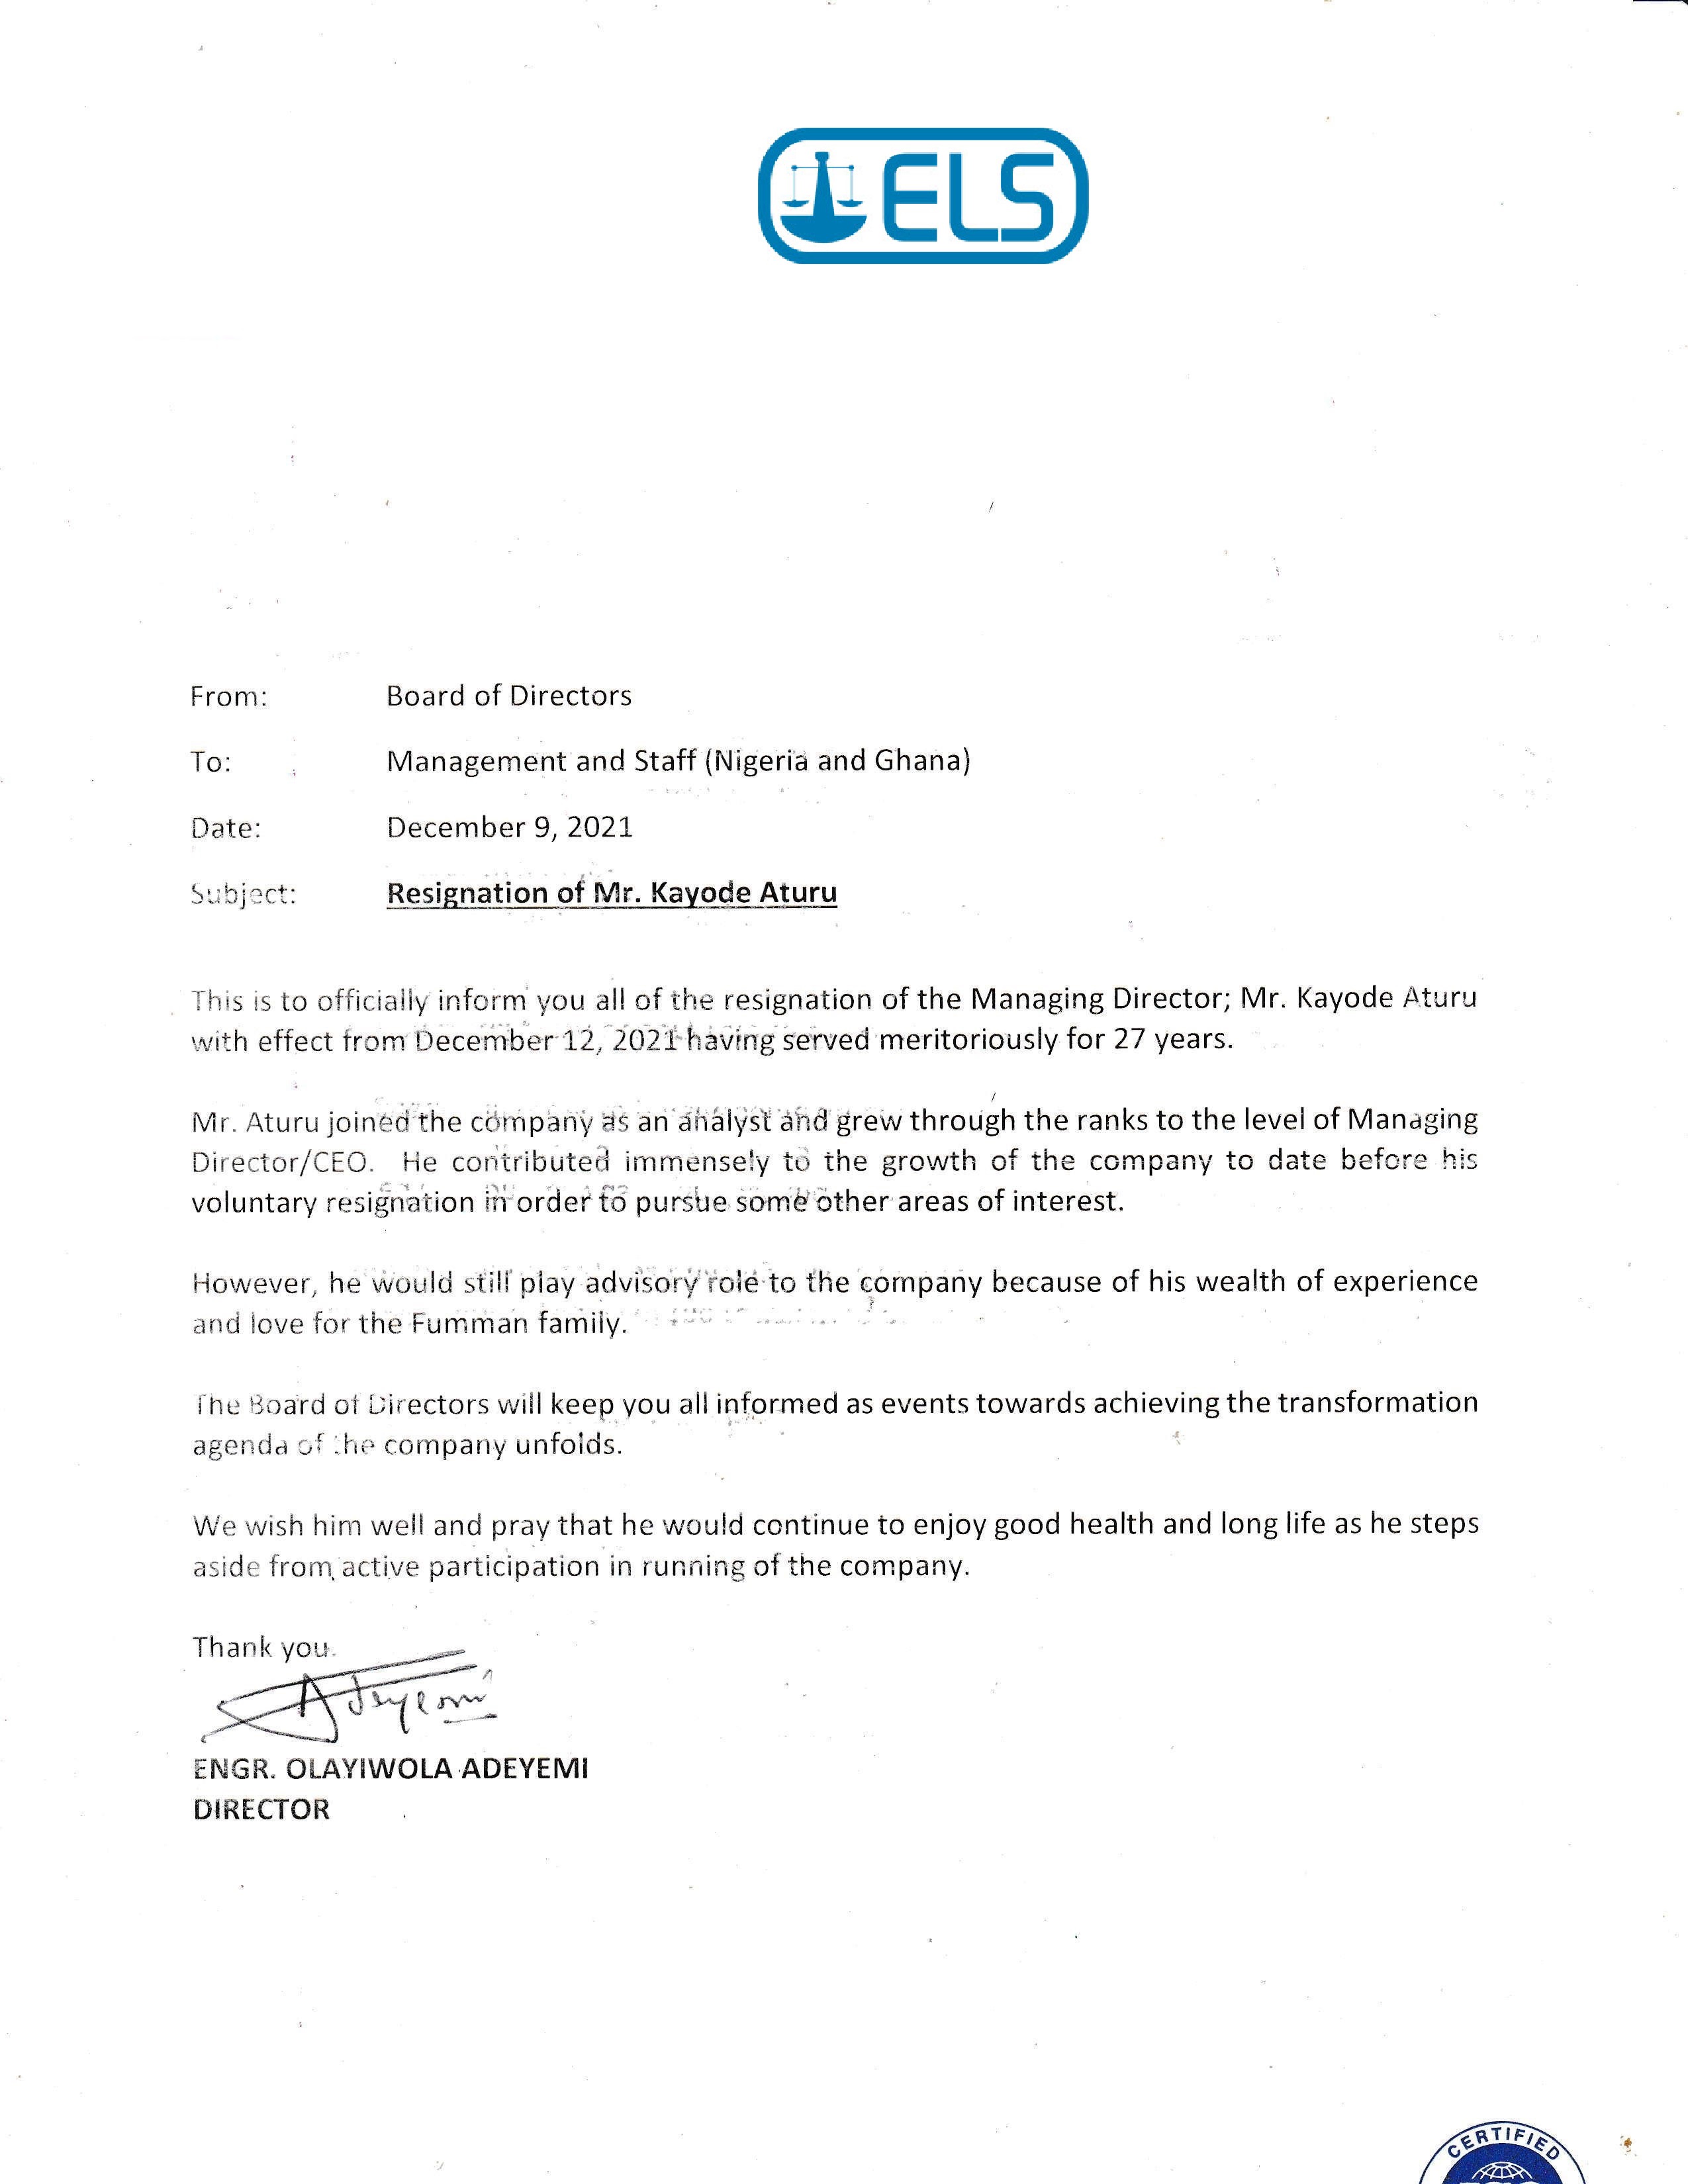 ELS
From: Board of Directors
To: Management and Staff (Nigeria and Ghana)
Date: December 9, 2021
Subject: Resignation of Mr. Kayode Aturu
This is to officially inform you all of the resignation of the Managing Director; Mr. Kayode Aturu
with effect from December 12, 2021 having served meritoriously for 27 years.
Mr. Aturu joined the company as an analyst and grew through the ranks to the level of Managing
Director/CEO. He contributed immensely to the growth of the company to date before his
voluntary resignation in order to pursue some other areas of interest.
However, he would still play advisory role to the company because of his wealth of experience
and love for the Fumman family.
The Board of Directors will keep you all informed as events towards achieving the transformation
agenda of the company unfolds.
We wish him well and pray that he would continue to enjoy good health and long life as he steps
aside from active participation in running of the company.
Thank you.
Adeyemi
ENGR. OLAYIWOLA ADEYEMI
DIRECTOR
CERTIFIED